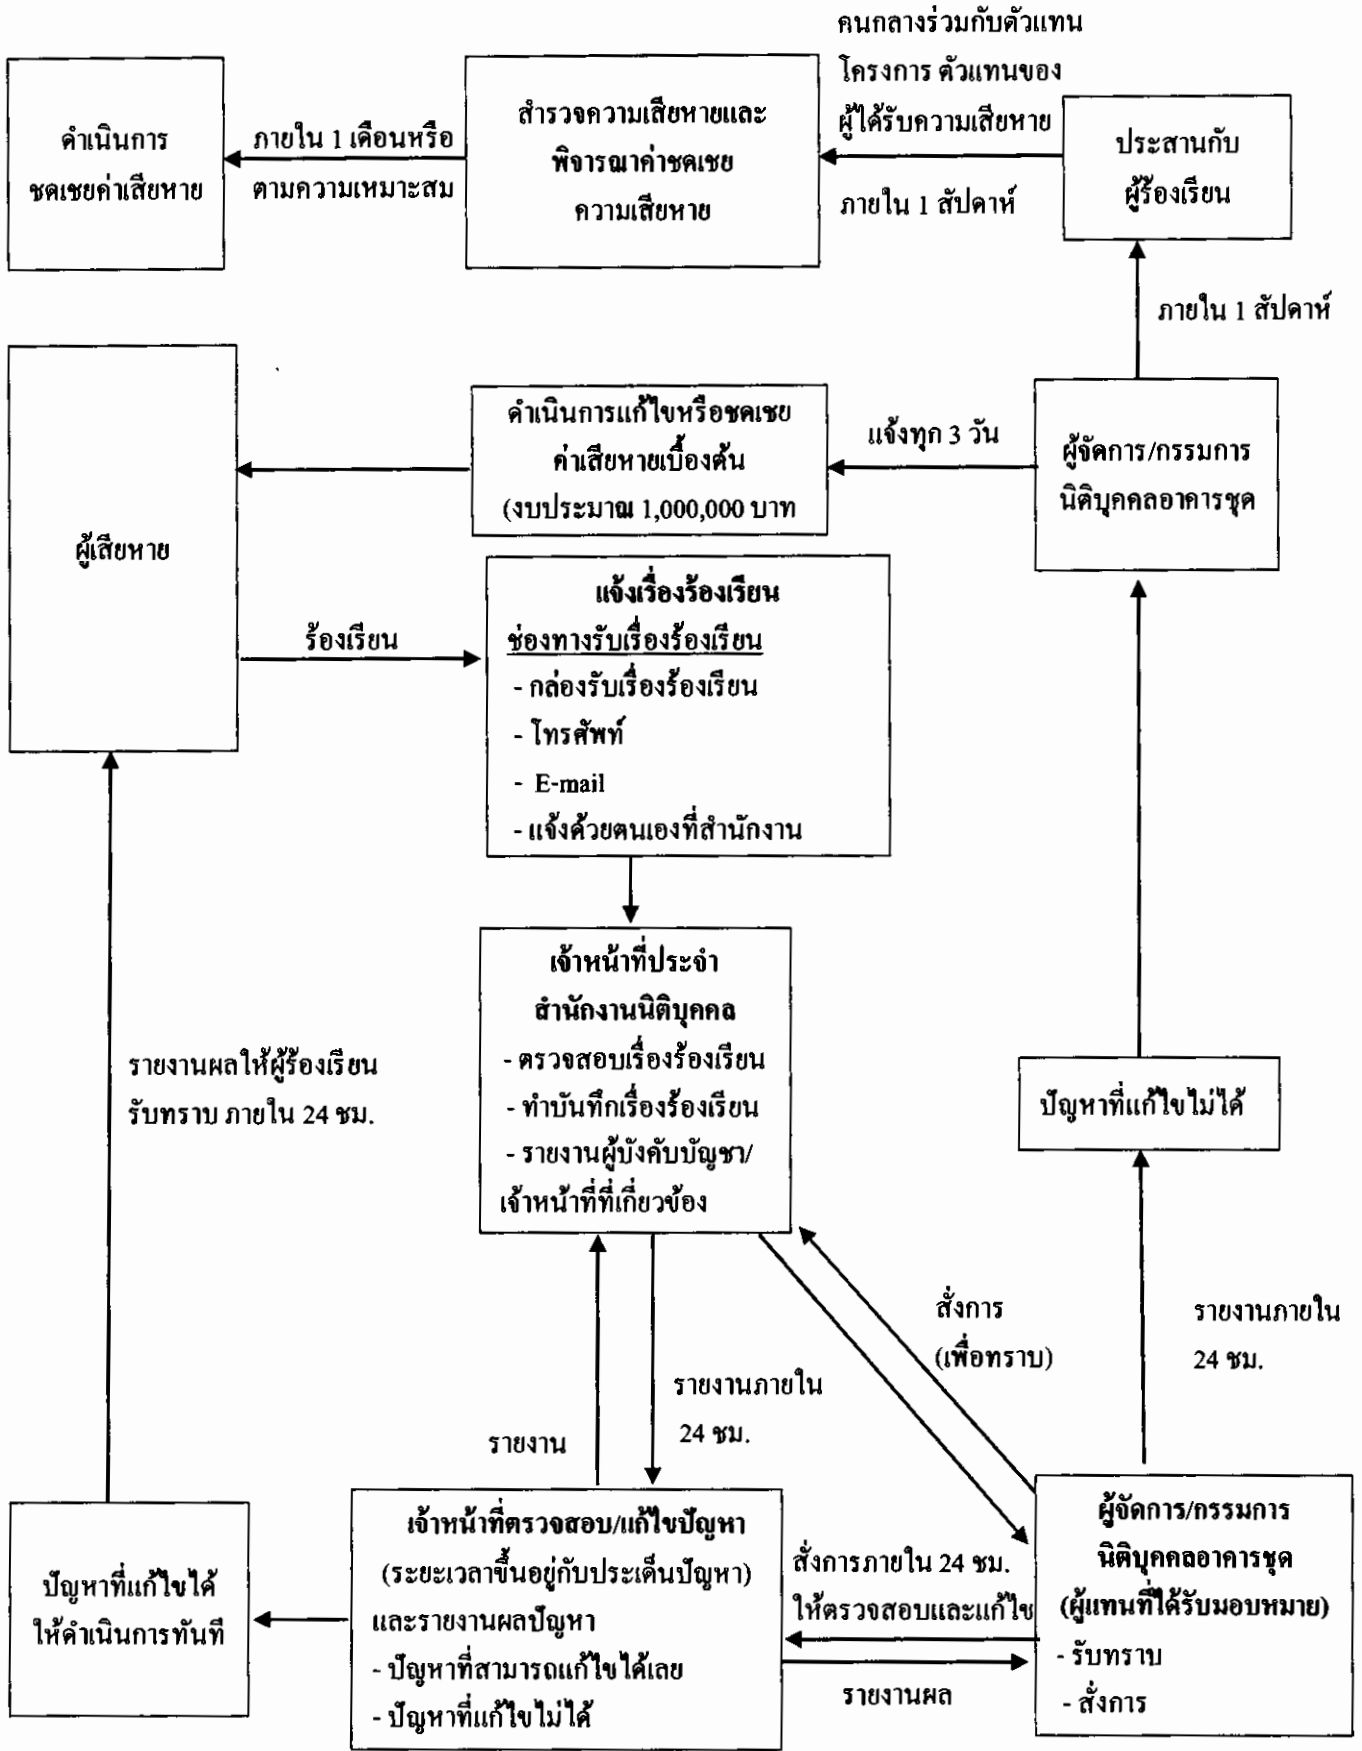 คนกลางร่วมกับตัวแทน
โครงการ ตัวแทนของ
ผู้ได้รับความเสียหาย
ภายใน 1 สัปดาห์
ดำเนินการ
ชดเชยค่าเสียหาย
ภายใน 1 เดือนหรือ
ตามความเหมาะสม
สำรวจความเสียหายและ
พิจารณาค่าชดเชย
ความเสียหาย
ประสานกับ
ผู้ร้องเรียน
ภายใน 1 สัปดาห์
ผู้เสียหาย
ดำเนินการแก้ไขหรือชดเชย
ค่าเสียหายเบื้องต้น
(งบประมาณ 1,000,000 บาท
แจ้งทุก 3 วัน
ผู้จัดการ/กรรมการ
นิติบุคคลอาคารชุด
ร้องเรียน
แจ้งเรื่องร้องเรียน
ช่องทางรับเรื่องร้องเรียน
- กล่องรับเรื่องร้องเรียน
- โทรศัพท์
- E-mail
- แจ้งด้วยตนเองที่สำนักงาน
เจ้าหน้าที่ประจำ
สำนักงานนิติบุคคล
- ตรวจสอบเรื่องร้องเรียน
- ทำบันทึกเรื่องร้องเรียน
- รายงานผู้บังคับบัญชา/
เจ้าหน้าที่ที่เกี่ยวข้อง
รายงานผลให้ผู้ร้องเรียน
รับทราบ ภายใน 24 ชม.
ปัญหาที่แก้ไขไม่ได้
สั่งการ
(เพื่อทราบ)
รายงานภายใน
24 ชม.
รายงานภายใน
24 ชม.
รายงาน
ปัญหาที่แก้ไขได้
ให้ดำเนินการทันที
เจ้าหน้าที่ตรวจสอบ/แก้ไขปัญหา
(ระยะเวลาขึ้นอยู่กับประเด็นปัญหา)
และรายงานผลปัญหา
- ปัญหาที่สามารถแก้ไขได้เลย
- ปัญหาที่แก้ไขไม่ได้
สั่งการภายใน 24 ชม.
ให้ตรวจสอบและแก้ไข
รายงานผล
ผู้จัดการ/กรรมการ
นิติบุคคลอาคารชุด
(ผู้แทนที่ได้รับมอบหมาย)
- รับทราบ
- สั่งการ